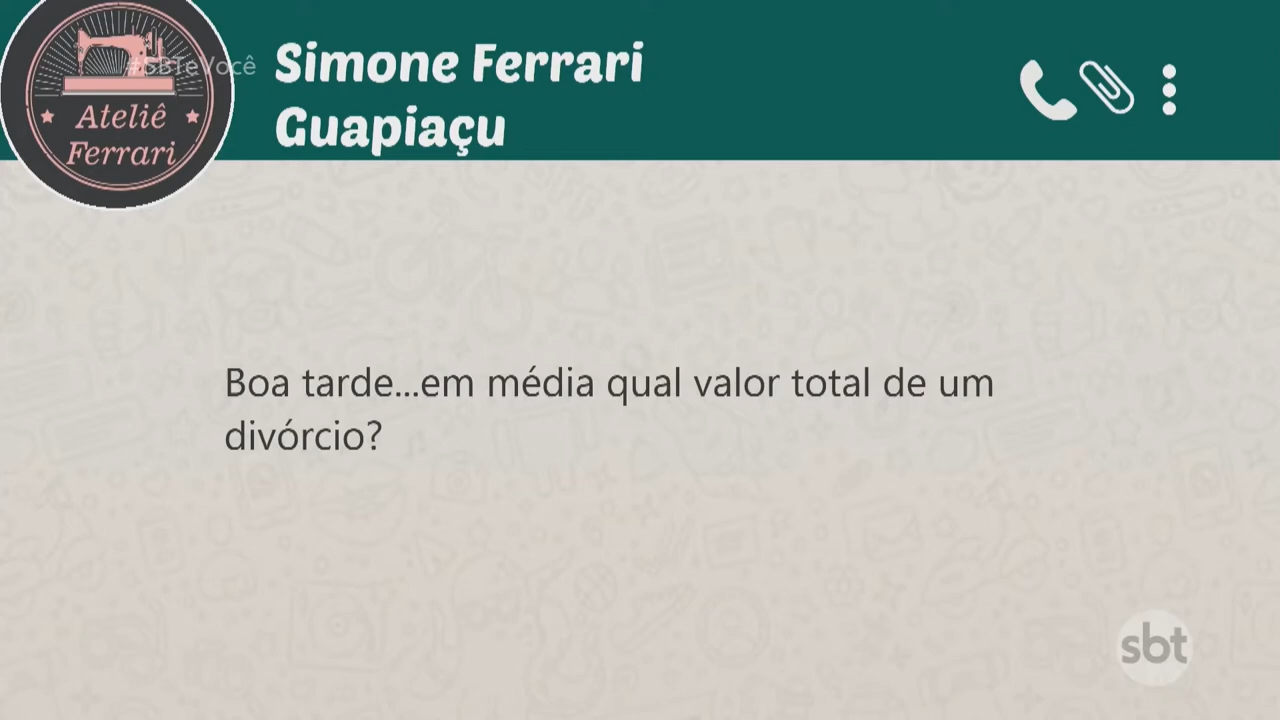 #SBTeVocê
Simone Ferrari
Guapiaçu
Ateliê
Ferrari
Boa tarde...em média qual valor total de um
divórcio?
sbt